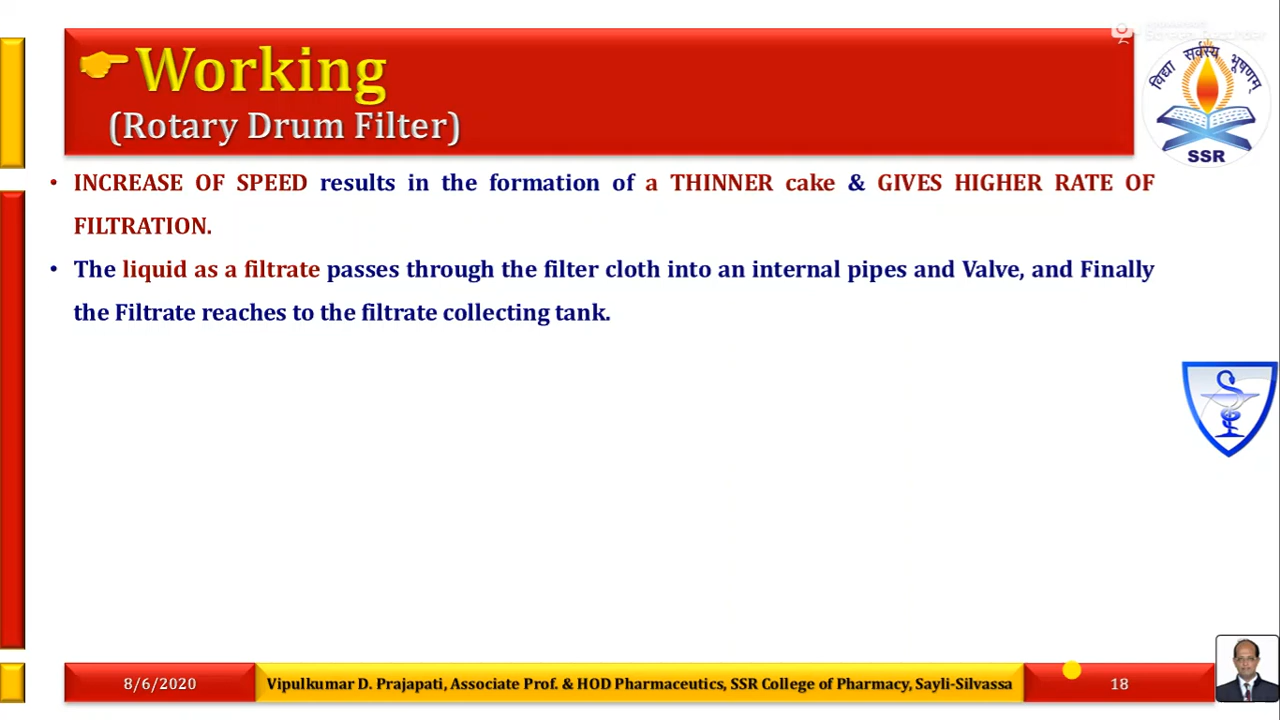 Working
(Rotary Drum Filter)
विद्या सर्वस्य भूषणम्
SSR
• INCREASE OF SPEED results in the formation of a THINNER cake & GIVES HIGHER RATE OF
FILTRATION.
• The liquid as a filtrate passes through the filter cloth into an internal pipes and Valve, and Finally
the Filtrate reaches to the filtrate collecting tank.
8/6/2020
Vipulkumar D. Prajapati, Associate Prof. & HOD Pharmaceutics, SSR College of Pharmacy, Sayli-Silvassa
18